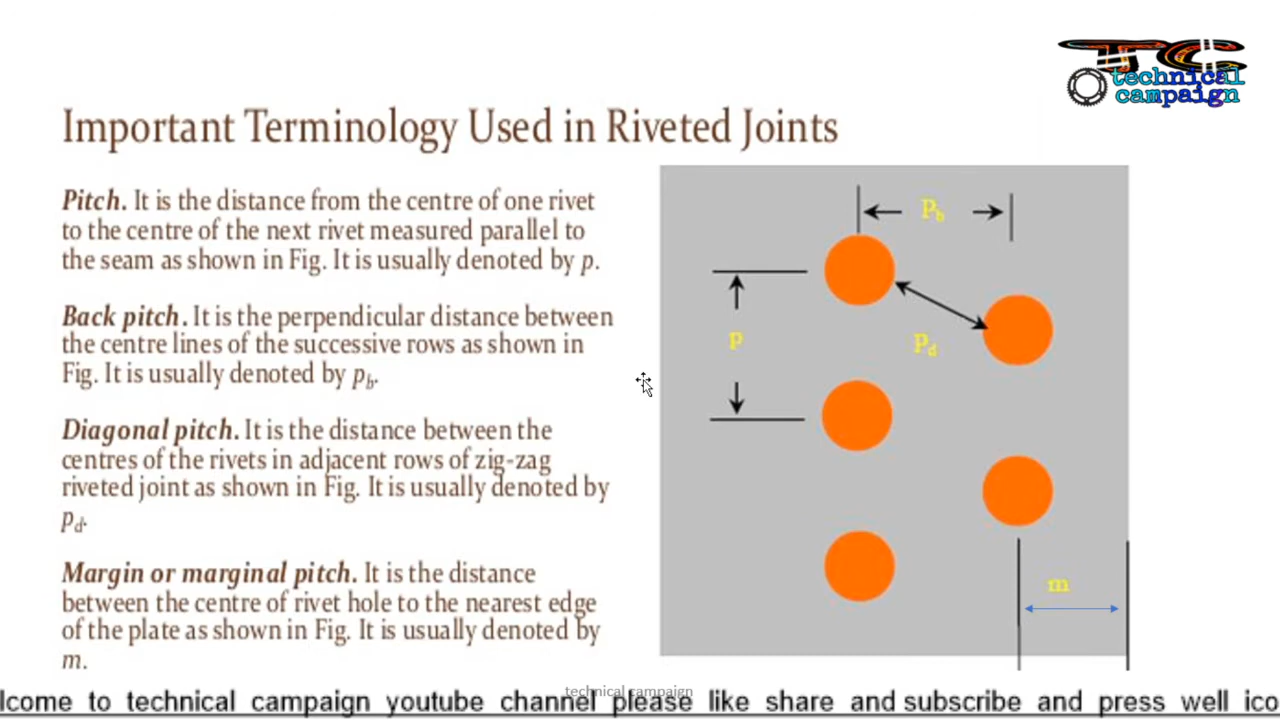 TC
technical
campaign
Important Terminology Used in Riveted Joints
Pitch. It is the distance from the centre of one rivet
to the centre of the next rivet measured parallel to
the seam as shown in Fig. It is usually denoted by p.
Back pitch. It is the perpendicular distance between
the centre lines of the successive rows as shown in
Fig. It is usually denoted by pb.
Diagonal pitch. It is the distance between the
centres of the rivets in adjacent rows of zig-zag
riveted joint as shown in Fig. It is usually denoted by
pd.
Margin or marginal pitch. It is the distance
between the centre of rivet hole to the nearest edge
of the plate as shown in Fig. It is usually denoted by
m.
Pb
p
Pd
m
technical campaign
lcome to technical campaign youtube channel please like share and subscribe and press well ico